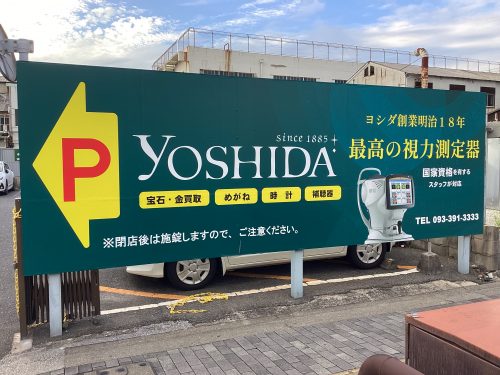 P
since 1885
YOSHIDA
宝石・金買取
めがね
時計
補聴器
※閉店後は施錠しますので、ご注意ください。
ヨシダ創業明治18年
最高の視力測定器
国家資格を有する
スタッフが対応
TEL 093-391-3333